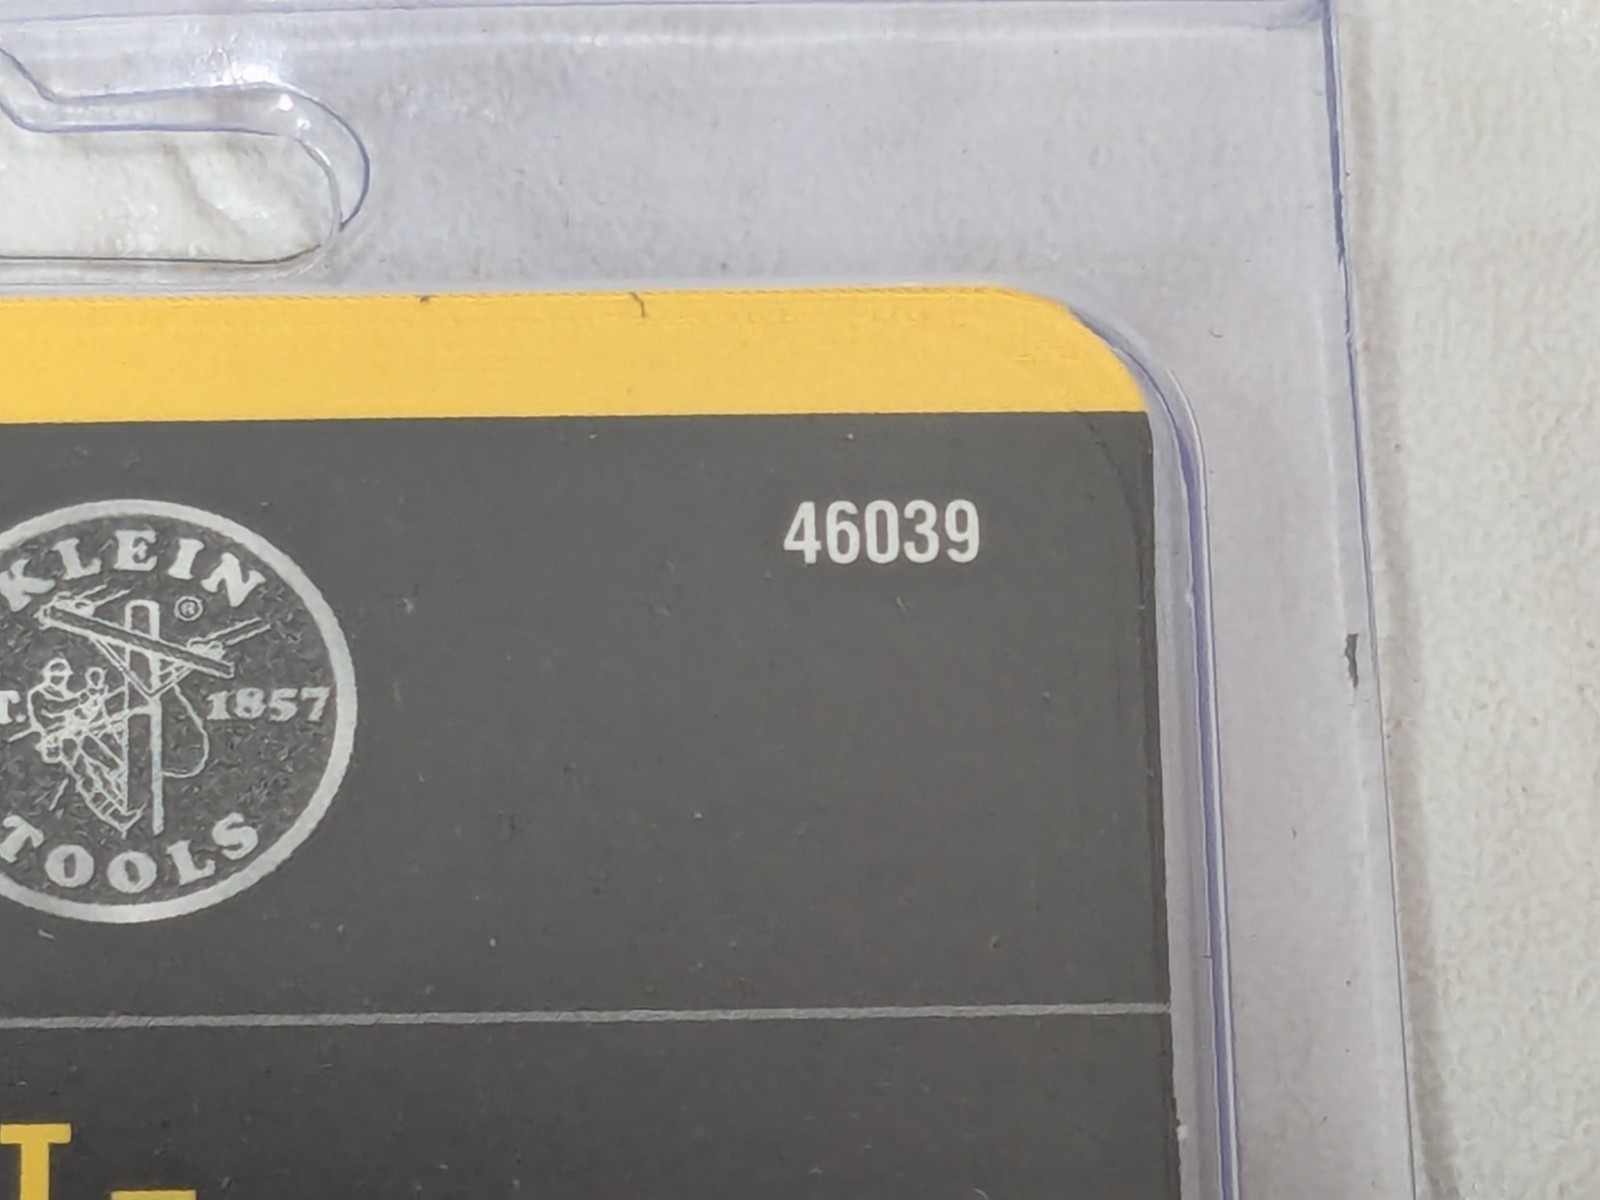 46039
KLEIN
®
T. 1857
TOOLS
I-